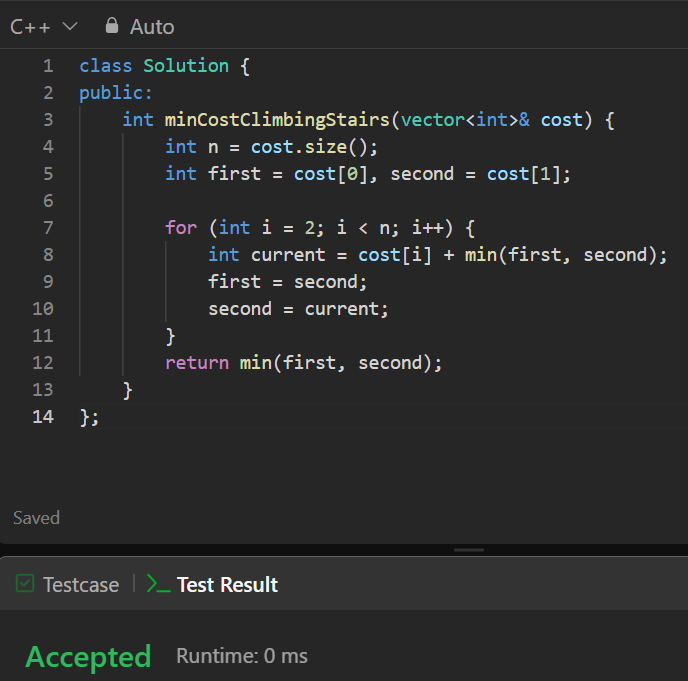 C++ Auto
1 class Solution {
2 public:
3 int minCostClimbingStairs(vector<int>& cost) {
4 int n = cost.size();
5 int first = cost[0], second = cost[1];
6
7 for (int i = 2; i < n; i++) {
8 int current = cost[i] + min(first, second);
9 first = second;
10 second = current;
11 }
12 return min(first, second);
13 }
14 };
Saved
Testcase | >_ Test Result
Accepted Runtime: 0 ms